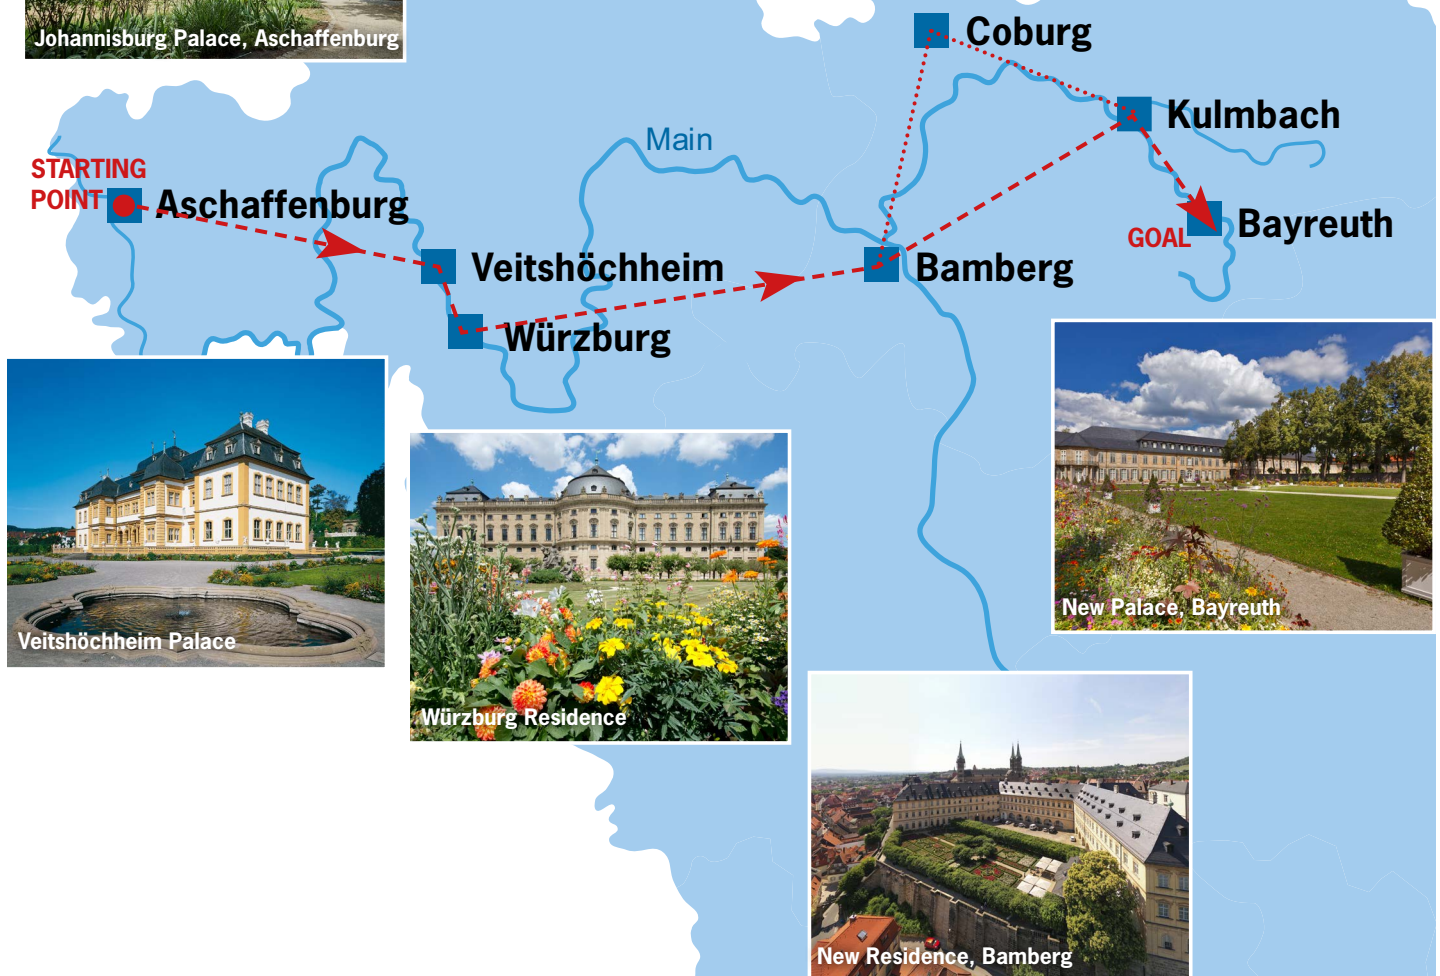 Johannisburg Palace, Aschaffenburg
Coburg
Kulmbach
Main
STARTING
POINT
Aschaffenburg
GOAL
Bayreuth
Veitshöchheim
Bamberg
Würzburg
Veitshöchheim Palace
Würzburg Residence
New Palace, Bayreuth
New Residence, Bamberg